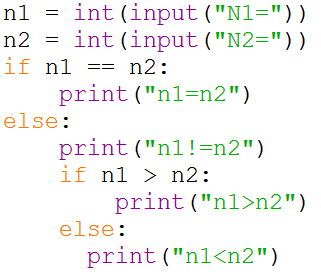 n1 = int(input("N1="))
n2 = int(input("N2="))
if n1 == n2:
    print("n1=n2")
else:
    print("n1!=n2")
    if n1 > n2:
        print("n1>n2")
    else:
      print("n1<n2")